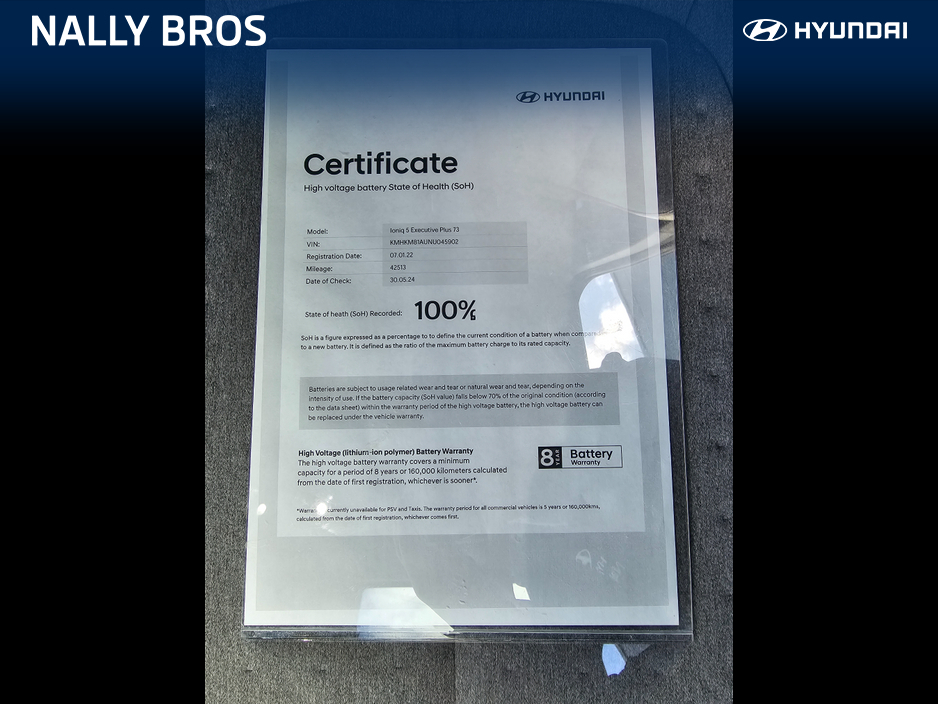 NALLY BROS
HYUNDAI
HYUNDAI
Certificate
High voltage battery State of Health (SoH)
Model: Ioniq 5 Executive Plus 73
VIN: KMHKM81AUNU045902
Registration Date: 07.01.22
Mileage: 42513
Date of Check: 30.05.24
State of heath (SoH) Recorded: 100%
SoH is a figure expressed as a percentage to to define the current condition of a battery when compared
to a new battery. It is defined as the ratio of the maximum battery charge to its rated capacity.
Batteries are subject to usage related wear and tear or natural wear and tear, depending on the
intensity of use. If the battery capacity (SoH value) falls below 70% of the original condition (according
to the data sheet) within the warranty period of the high voltage battery, the high voltage battery can
be replaced under the vehicle warranty.
High Voltage (lithium-ion polymer) Battery Warranty
The high voltage battery warranty covers a minimum
capacity for a period of 8 years or 160,000 kilometers calculated
from the date of first registration, whichever is sooner*.
8 YEAR Battery
Warranty
*Warranty currently unavailable for PSV and Taxis. The warranty period for all commercial vehicles is 5 years or 160,000kms,
calculated from the date of first registration, whichever comes first.